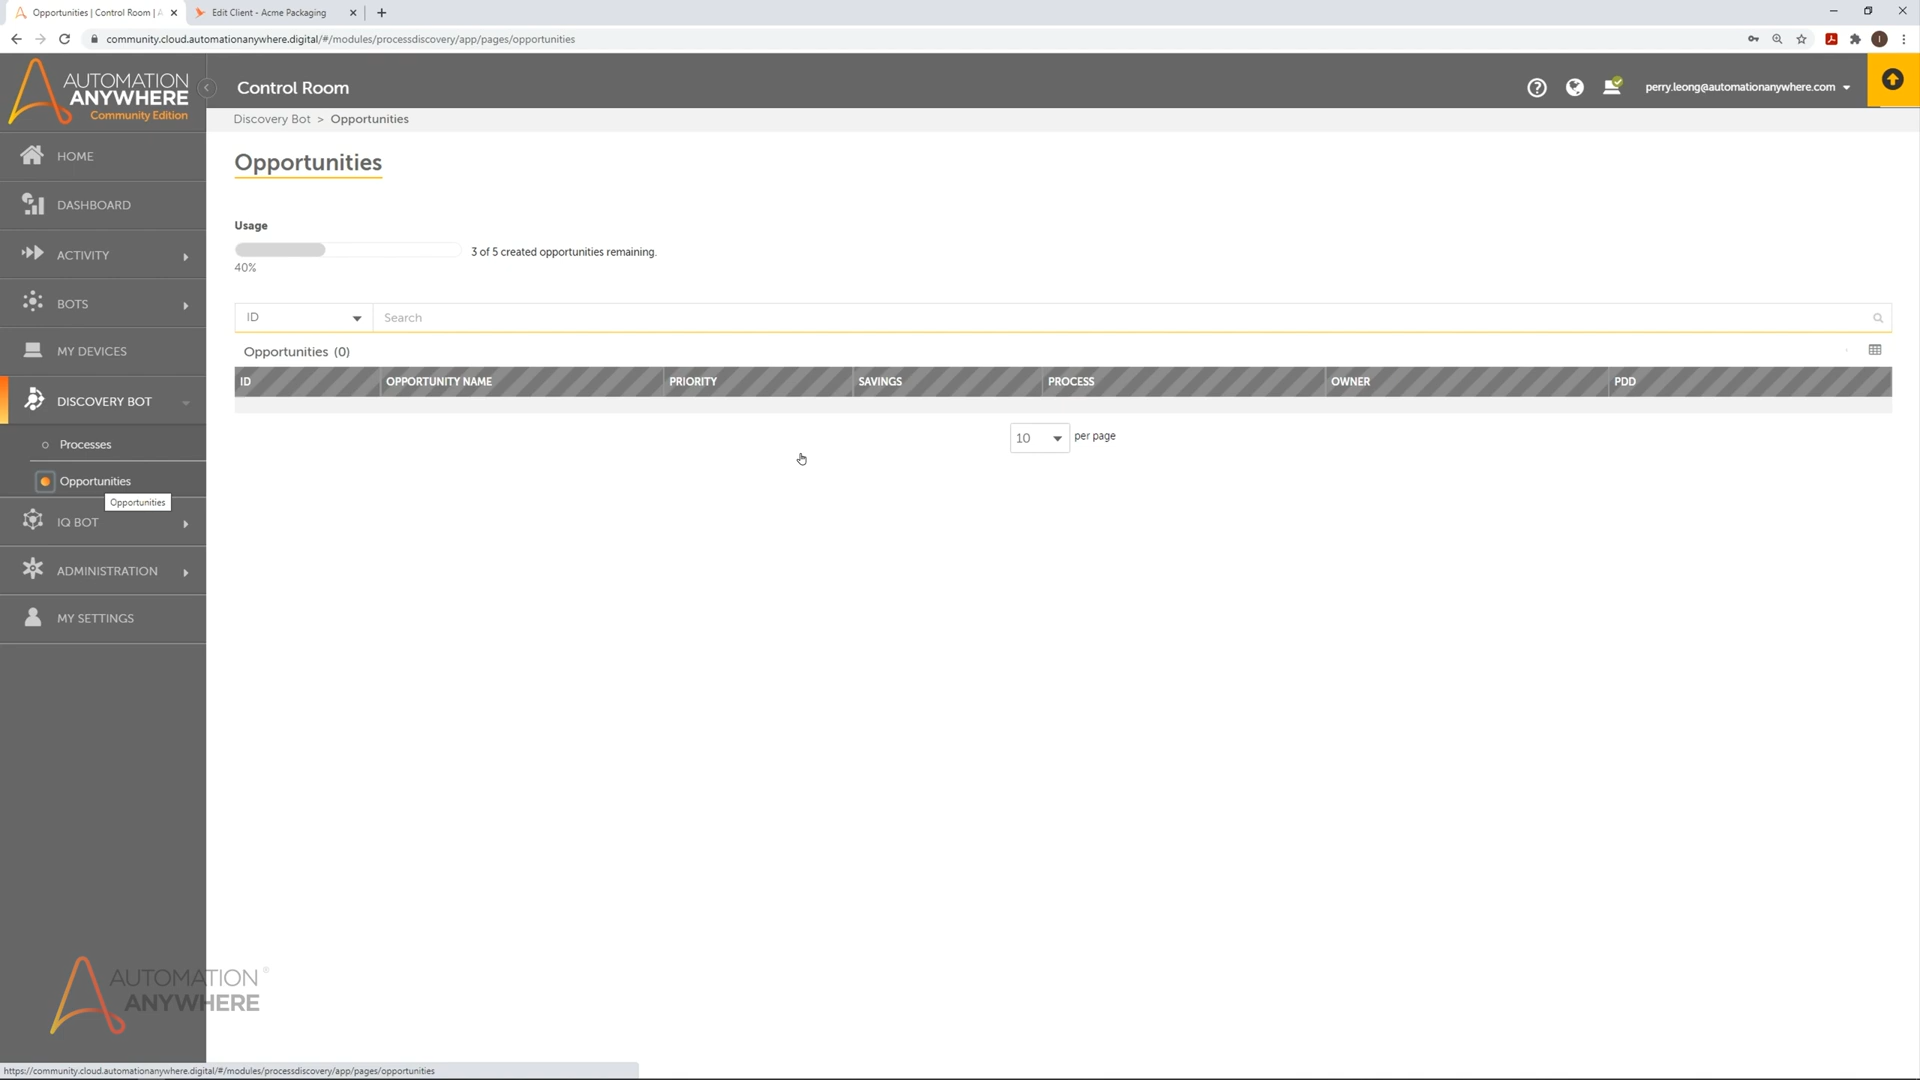 Opportunities | Control Room | A
Edit Client - Acme Packaging
community.cloud.automationanywhere.digital/#/modules/processdiscovery/app/pages/opportunities
AUTOMATION
ANYWHERE
Community Edition
Control Room
perry.leong@automationanywhere.com
Discovery Bot > Opportunities
HOME
DASHBOARD
ACTIVITY
BOTS
MY DEVICES
DISCOVERY BOT
Processes
Opportunities
Opportunities
IQ BOT
ADMINISTRATION
MY SETTINGS
Opportunities
Usage
3 of 5 created opportunities remaining.
40%
ID
Search
Opportunities (0)
ID OPPORTUNITY NAME PRIORITY SAVINGS PROCESS OWNER PDD
10 per page
AUTOMATION®
ANYWHERE
https://community.cloud.automationanywhere.digital/#/modules/processdiscovery/app/pages/opportunities